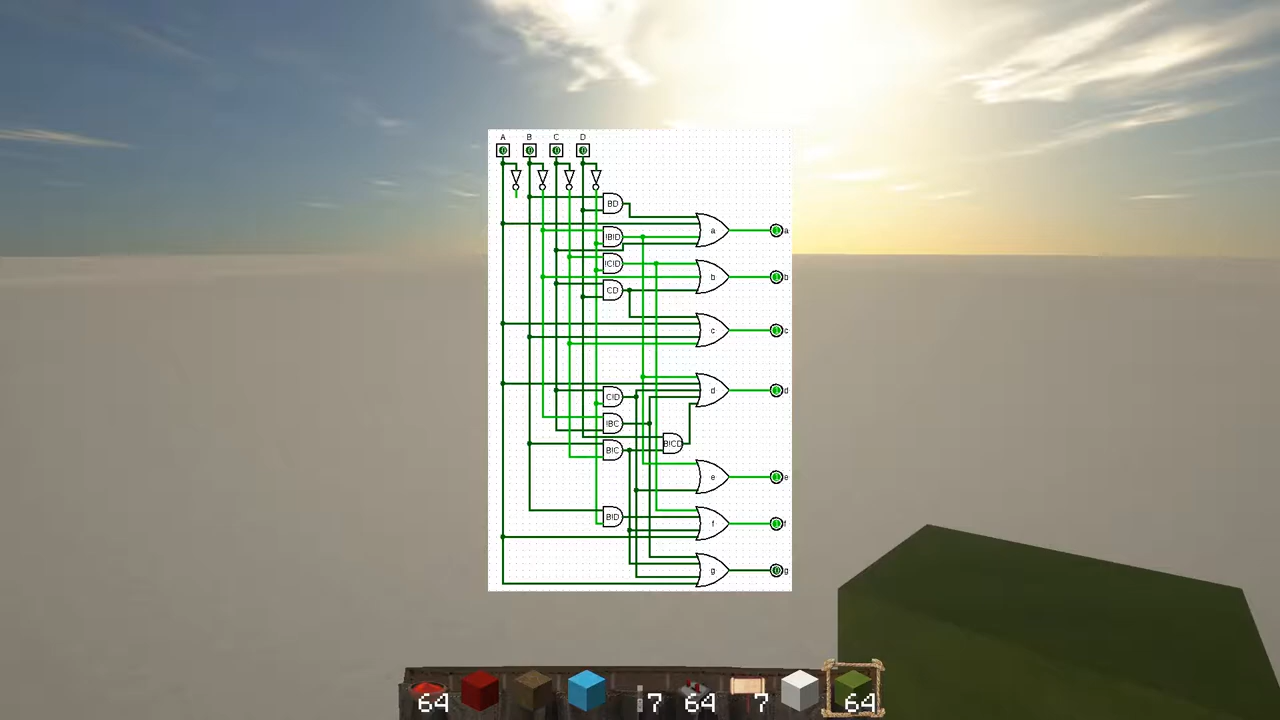 A B C D
BD
a a
!B!D
!C!D
b b
CD
c c
d d
C!D
!BC
B!CD
B!C
e e
B!D
f f
g g
64 7 64 7 64